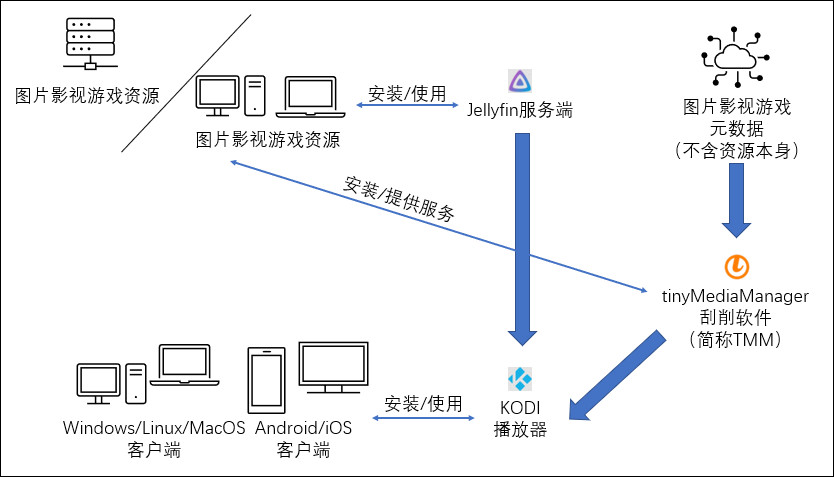 图片影视游戏资源
图片影视游戏资源
安装/使用
Jellyfin服务端
图片影视游戏
元数据
（不含资源本身）
安装/提供服务
tinyMediaManager
刮削软件
（简称TMM）
Windows/Linux/MacOS
客户端
Android/iOS
客户端
安装/使用
KODI
播放器